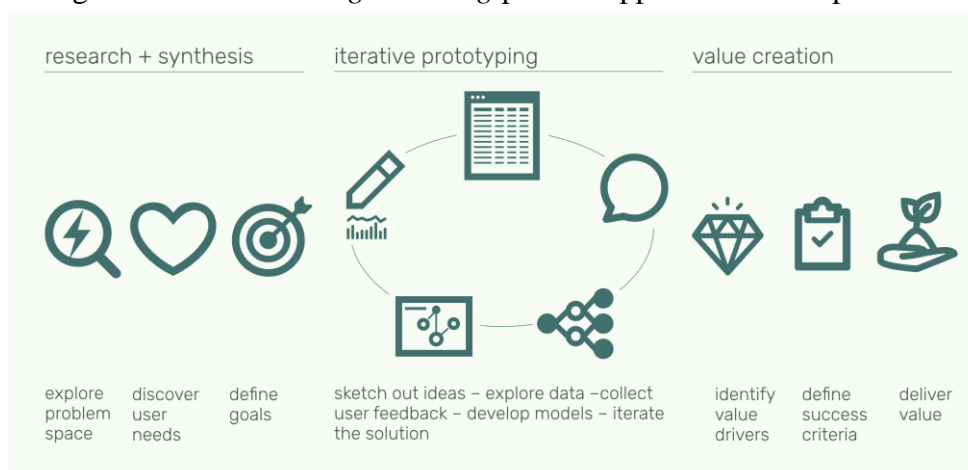 research + synthesis
iterative prototyping
value creation
explore
problem
space
discover
user
needs
define
goals
sketch out ideas – explore data –collect
user feedback – develop models – iterate
the solution
identify
value
drivers
define
success
criteria
deliver
value